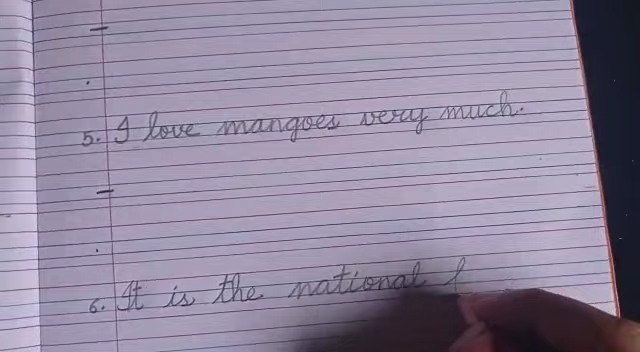 5. I love mangoes very much.
6. It is the national f